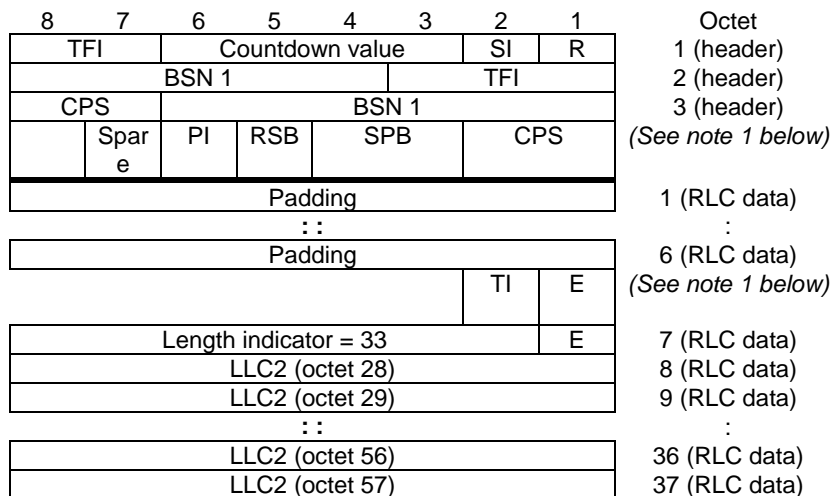 8 7 6 5 4 3 2 1 Octet
TFI Countdown value SI R 1 (header)
BSN 1 TFI 2 (header)
CPS BSN 1 3 (header)
Spar
e PI RSB SPB CPS (See note 1 below)
Padding 1 (RLC data)
: : :
Padding 6 (RLC data)
TI E (See note 1 below)
Length indicator = 33 E 7 (RLC data)
LLC2 (octet 28) 8 (RLC data)
LLC2 (octet 29) 9 (RLC data)
: : :
LLC2 (octet 56) 36 (RLC data)
LLC2 (octet 57) 37 (RLC data)